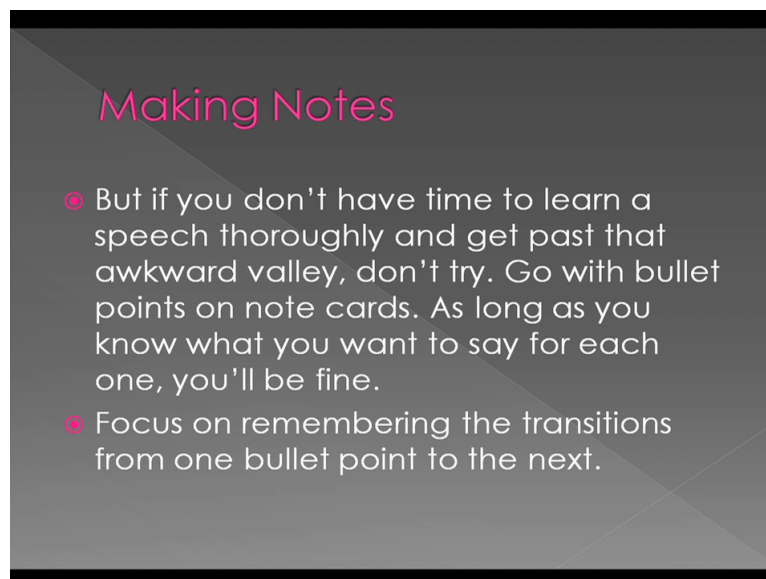 Making Notes
But if you don't have time to learn a
speech thoroughly and get past that
awkward valley, don't try. Go with bullet
points on note cards. As long as you
know what you want to say for each
one, you'll be fine.
Focus on remembering the transitions
from one bullet point to the next.